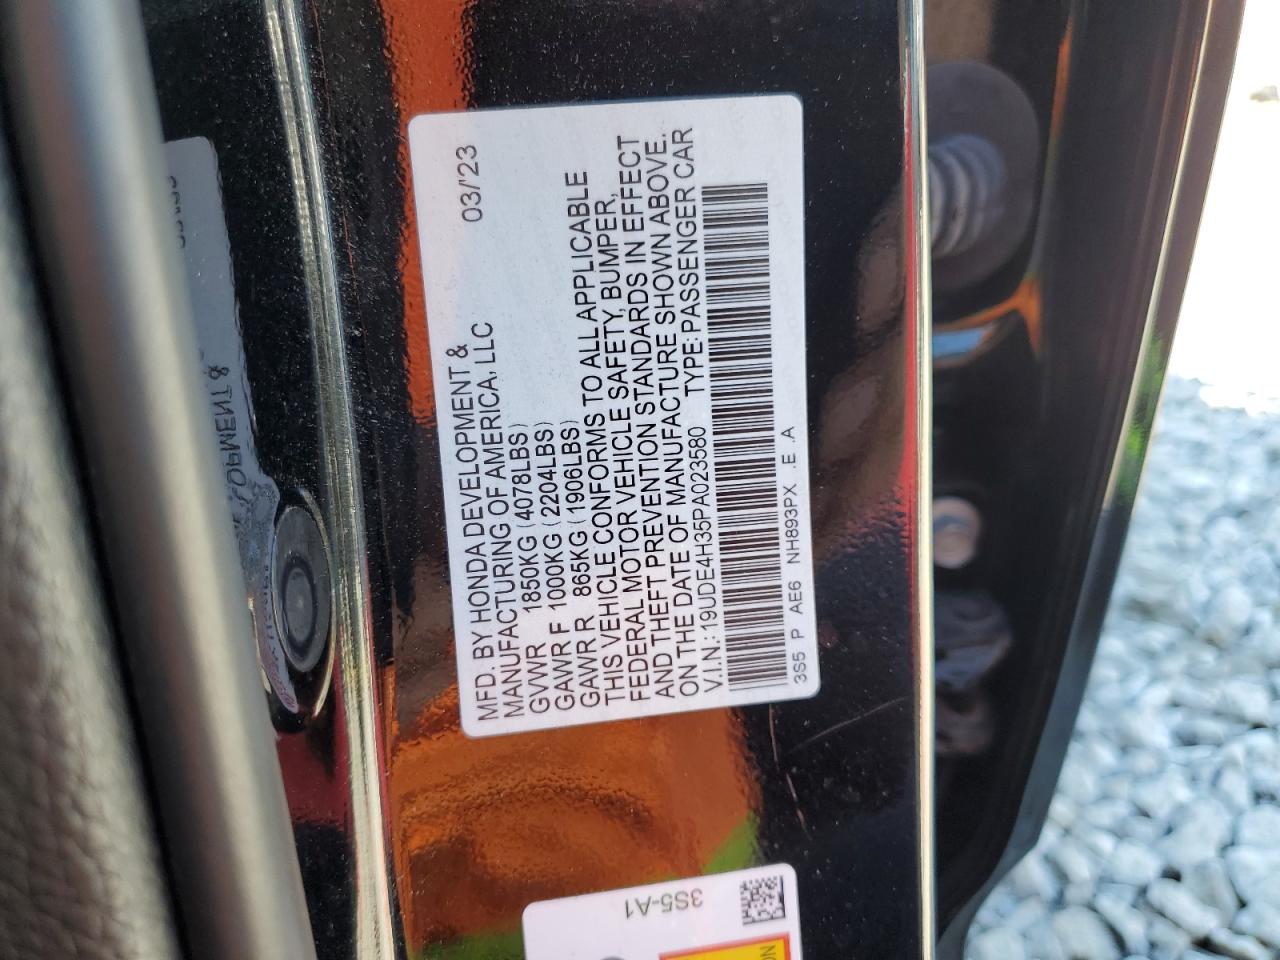 MFD. BY HONDA DEVELOPMENT &
MANUFACTURING OF AMERICA, LLC 03/'23
GVWR 1850KG (4078LBS)
GAWR F 1000KG (2204LBS)
GAWR R 865KG (1906LBS)
THIS VEHICLE CONFORMS TO ALL APPLICABLE
FEDERAL MOTOR VEHICLE SAFETY, BUMPER,
AND THEFT PREVENTION STANDARDS IN EFFECT
ON THE DATE OF MANUFACTURE SHOWN ABOVE.
V.I.N.: 19UDE4H35PA023580 TYPE: PASSENGER CAR
3S5 P AE6 NH893PX .E .A
3S5-A1